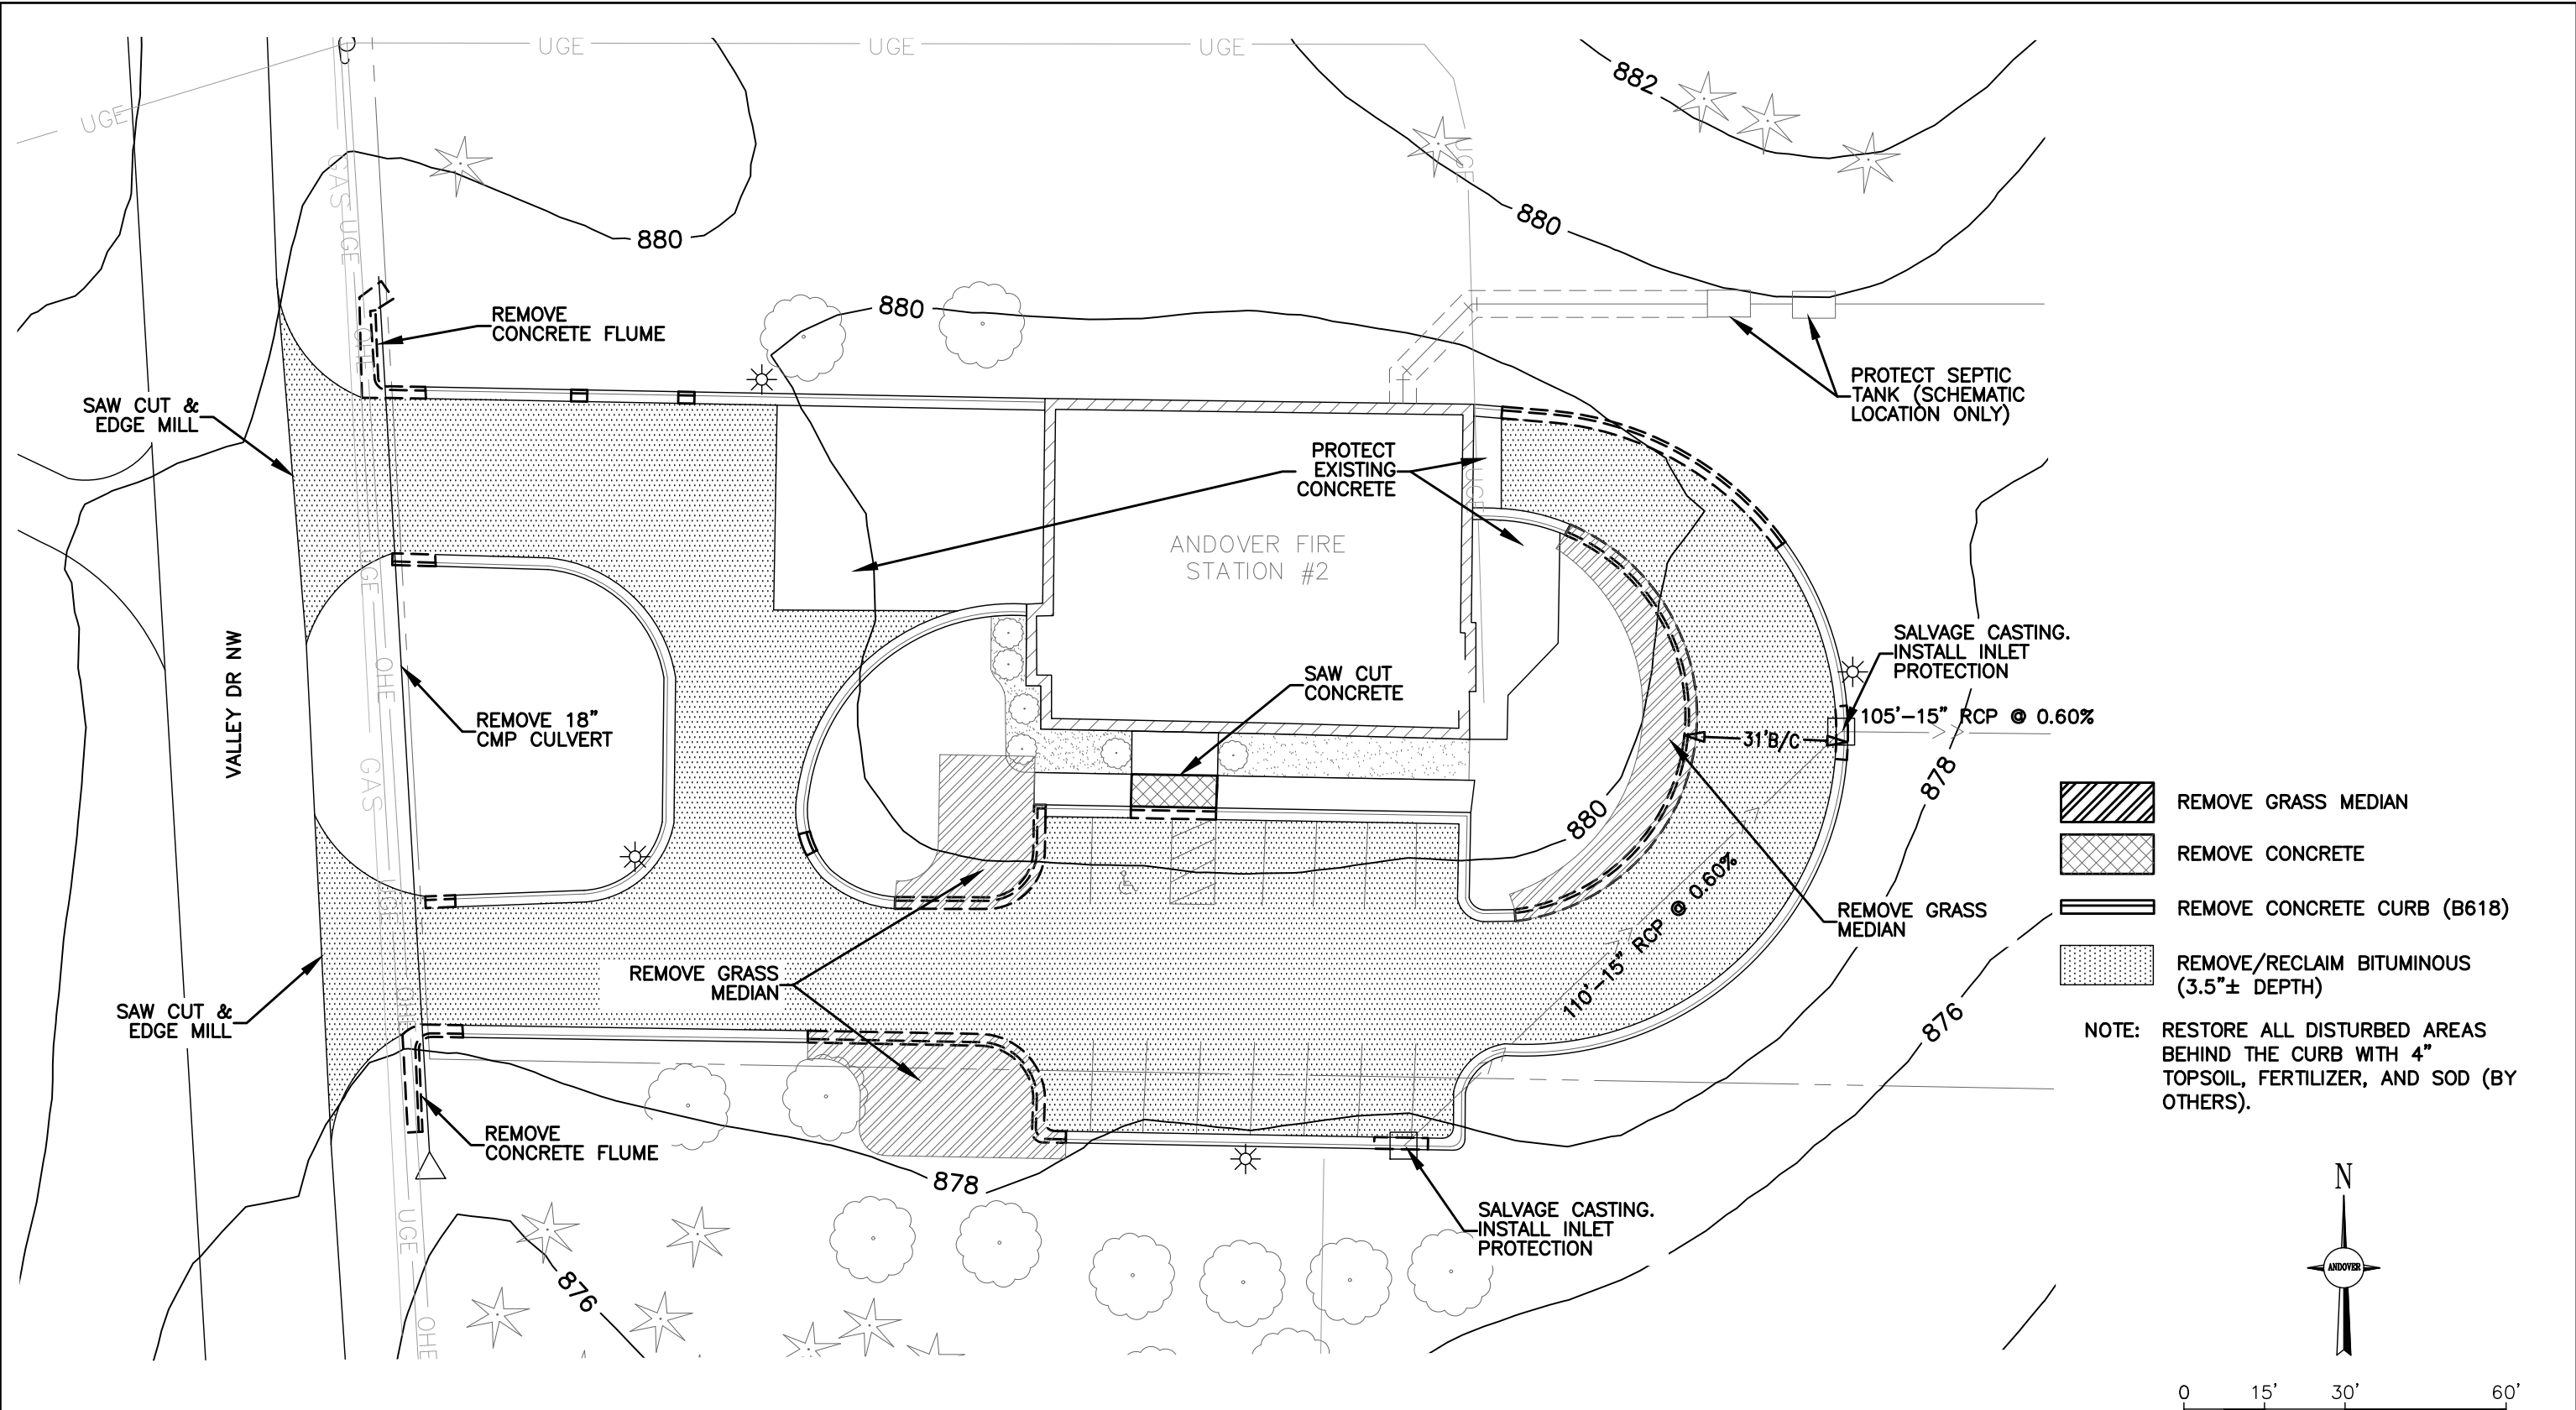 UGE
UGE
UGE
UGE
882
GAS
UGE
UGE
880
880
880
OHE
REMOVE
CONCRETE FLUME
PROTECT SEPTIC
TANK (SCHEMATIC
LOCATION ONLY)
SAW CUT &
EDGE MILL
PROTECT
EXISTING
CONCRETE
UGE
ANDOVER FIRE
STATION #2
UGE
VALLEY DR NW
OHE
SALVAGE CASTING.
INSTALL INLET
PROTECTION
SAW CUT
CONCRETE
REMOVE 18"
CMP CULVERT
105'-15" RCP @ 0.60%
31'B/C
GAS
878
880
REMOVE GRASS MEDIAN
REMOVE CONCRETE
REMOVE CONCRETE CURB (B618)
REMOVE/RECLAIM BITUMINOUS
(3.5"± DEPTH)
UGE
110'-15" RCP @ 0.60%
REMOVE GRASS
MEDIAN
REMOVE GRASS
MEDIAN
OHE
SAW CUT &
EDGE MILL
876
NOTE: RESTORE ALL DISTURBED AREAS
BEHIND THE CURB WITH 4"
TOPSOIL, FERTILIZER, AND SOD (BY
OTHERS).
REMOVE
CONCRETE FLUME
878
SALVAGE CASTING.
INSTALL INLET
PROTECTION
UGE
876
OHE
N
ANDOVER
0 15' 30' 60'